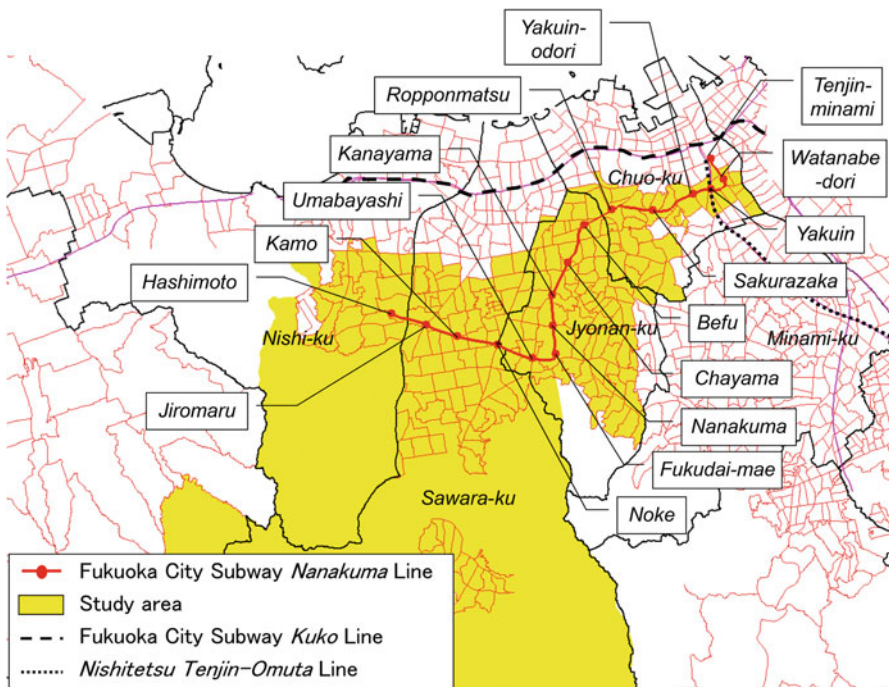 Yakuin-
odori
Ropponmatsu
Tenjin-
minami
Kanayama
Watanabe
-dori
Chuo-ku
Umabayashi
Kamo
Yakuin
Hashimoto
Sakurazaka
Nishi-ku
Jyonan-ku
Befu
Minami-ku
Chayama
Jiromaru
Nanakuma
Fukudai-mae
Sawara-ku
Noke
Fukuoka City Subway Nanakuma Line
Study area
Fukuoka City Subway Kuko Line
Nishitetsu Tenjin-Omuta Line